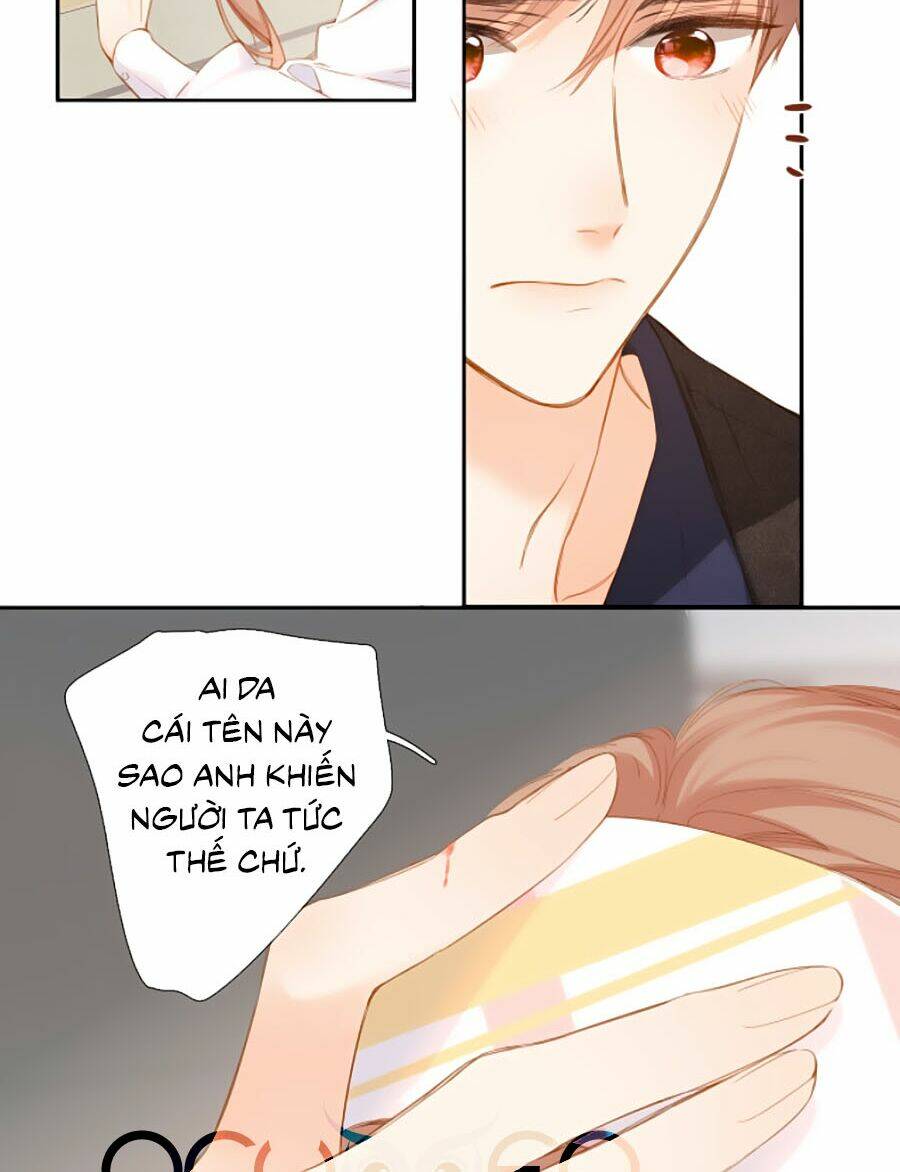 AI DA
CÁI TÊN NÀY
SAO ANH KHIẾN
NGƯỜI TA TỨC
THẾ CHỨ.